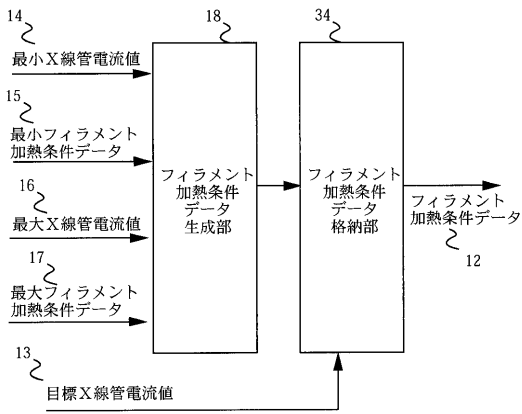 14
最小X線管電流値
15
最小フィラメント
加熱条件データ
16
最大X線管電流値
17
最大フィラメント
加熱条件データ
13
目標X線管電流値
18
フィラメント
加熱条件
データ
生成部
34
フィラメント
加熱条件
データ
格納部
フィラメント
加熱条件データ
12